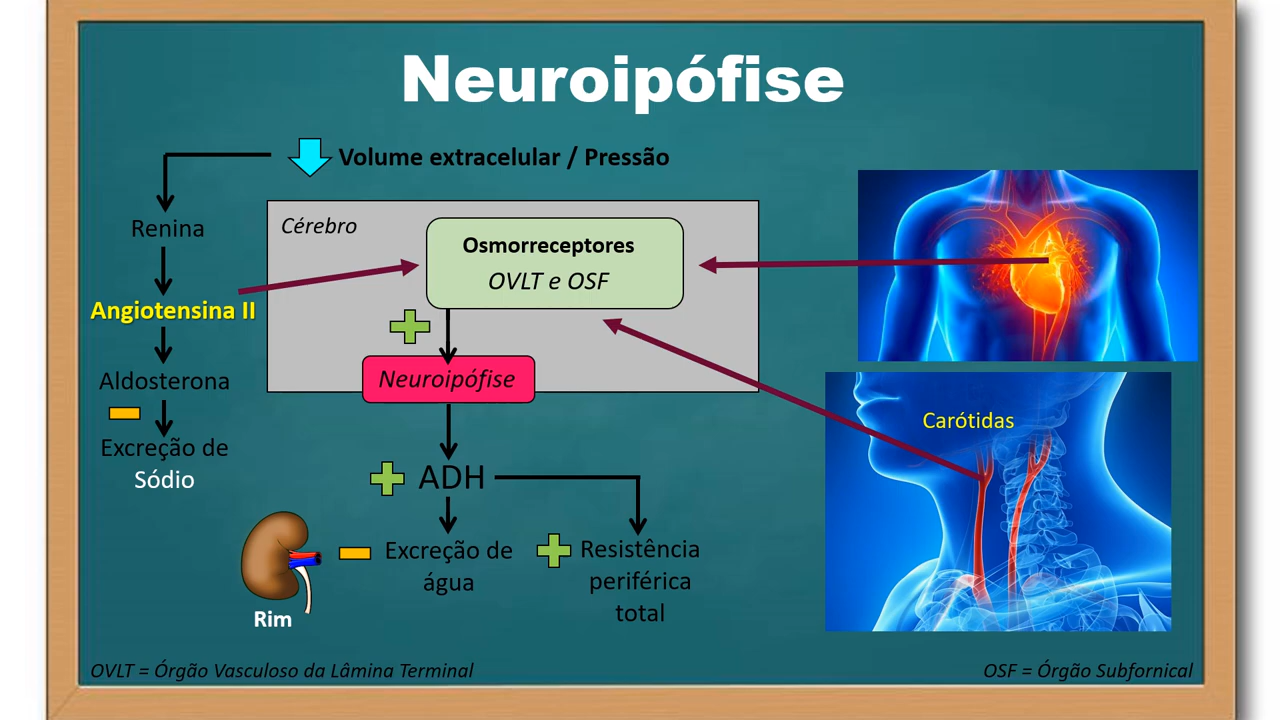 Neuroipófise
Volume extracelular / Pressão
Renina
Angiotensina II
Aldosterona
Excreção de
Sódio
Cérebro
Osmorreceptores
OVLT e OSF
Neuroipófise
ADH
Excreção de
água
Resistência
periférica
total
Rim
Carótidas
OVLT = Órgão Vasculoso da Lâmina Terminal
OSF = Órgão Subfornical